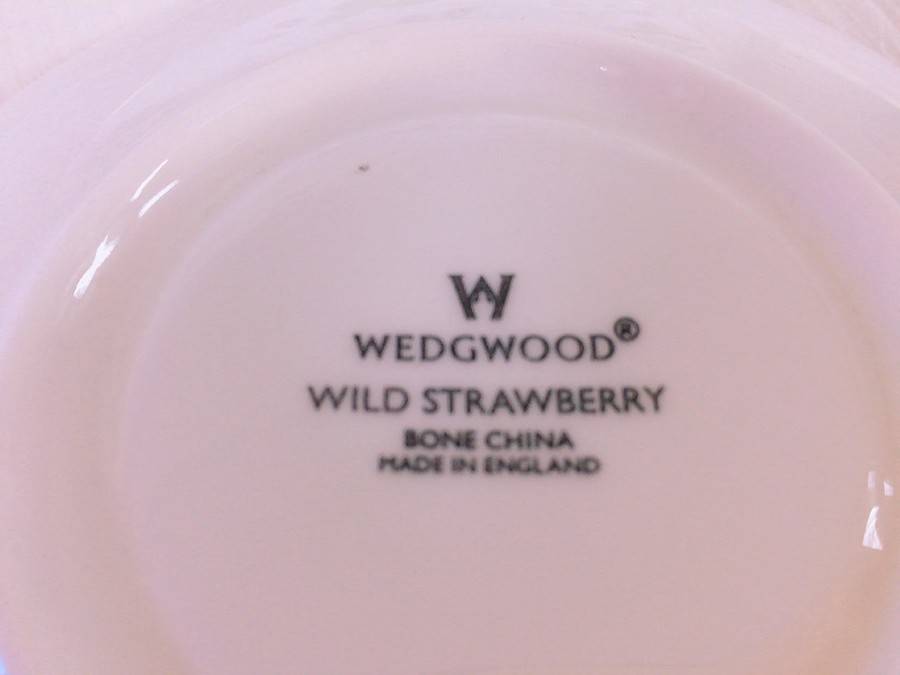 W
WEDGWOOD®
WILD STRAWBERRY
BONE CHINA
MADE IN ENGLAND